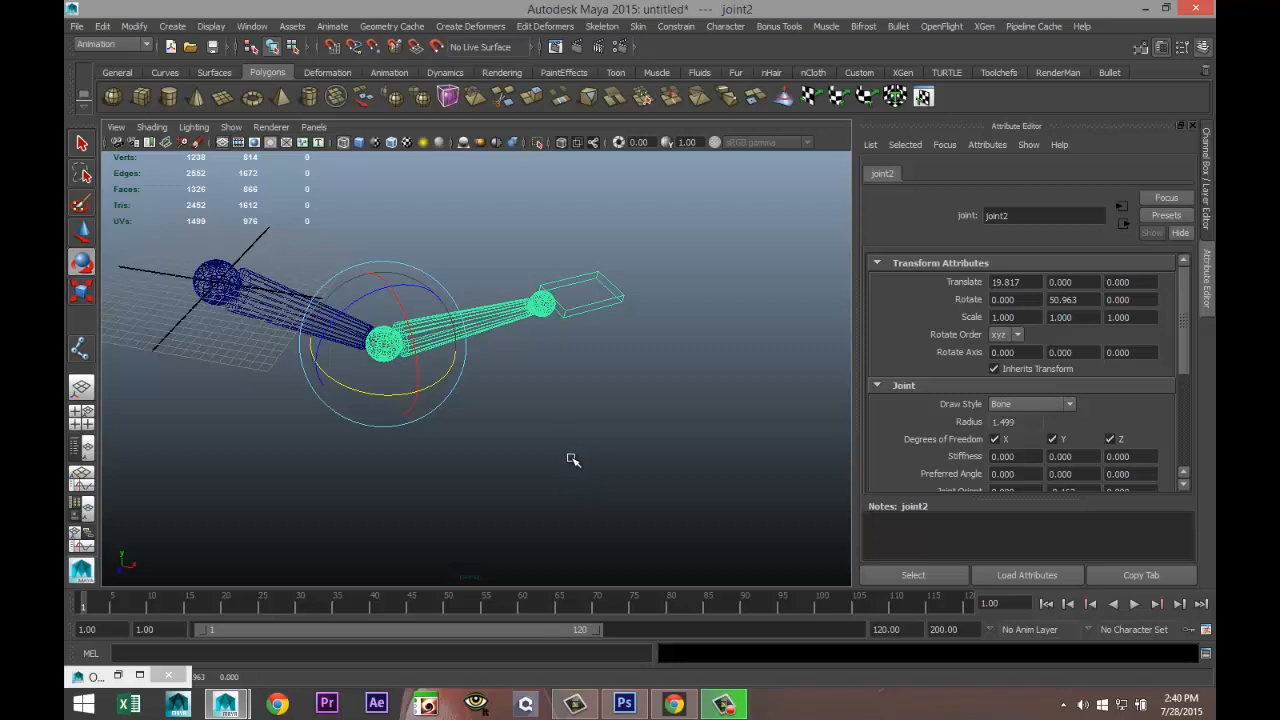 Autodesk Maya 2015: untitled* --- joint2
File Edit Modify Create Display Window Assets Animate Geometry Cache Create Deformers Edit Deformers Skeleton Skin Constrain Character Bonus Tools Muscle Bifrost Bullet OpenFlight XGen Pipeline Cache Help
Animation No Live Surface
General Curves Surfaces Polygons Deformation Animation Dynamics Rendering PaintEffects Toon Muscle Fluids Fur nHair nCloth Custom XGen TURTLE Toolchefs RenderMan Bullet
View Shading Lighting Show Renderer Panels
Attribute Editor
0.00 1.00 sRGB gamma
List Selected Focus Attributes Show Help
Verts: 1238 814 0
Edges: 2552 1672 0
Faces: 1326 866 0
Tris: 2452 1612 0
UVs: 1499 976 0
joint2
Focus
joint: joint2 Presets
Show Hide
Transform Attributes
Translate 19.817 0.000 0.000
Rotate 0.000 50.963 0.000
Scale 1.000 1.000 1.000
Rotate Order xyz
Rotate Axis 0.000 0.000 0.000
Inherits Transform
Joint
Draw Style Bone
Radius 1.499
Degrees of Freedom X Y Z
Stiffness 0.000 0.000 0.000
Preferred Angle 0.000 0.000 0.000
Notes: joint2
Select Load Attributes Copy Tab
Channel Box / Layer Editor
Attribute Editor
y
x
persp
5 10 15 20 25 30 35 40 45 50 55 60 65 70 75 80 85 90 95 100 105 110 115 120
1 1.00
1.00 1.00 1 120 120.00 200.00 No Anim Layer No Character Set
MEL
O... 963 0.000
2:40 PM
7/28/2015